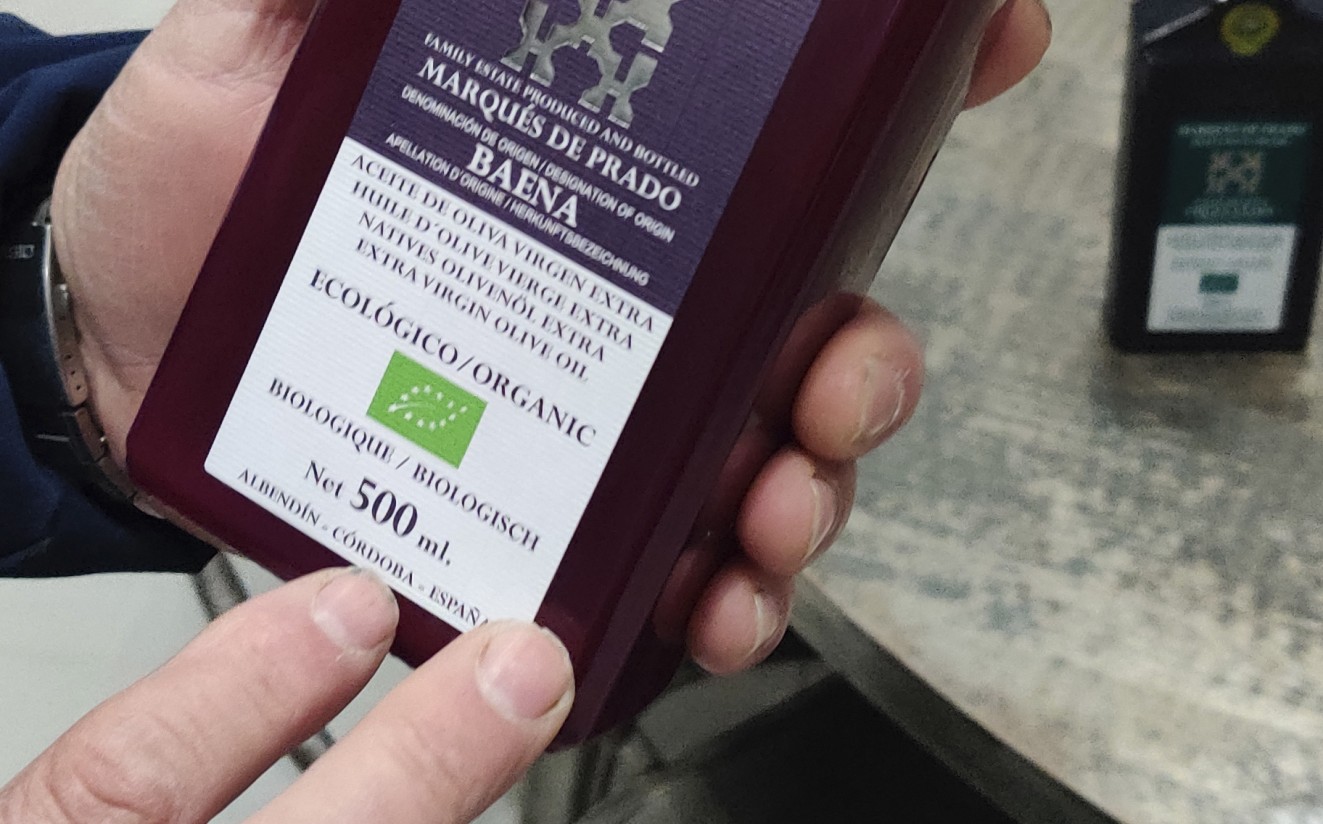 FAMILY ESTATE PRODUCED AND BOTTLED
MARQUÉS DE PRADO
DENOMINACIÓN DE ORIGEN / DESIGNATION OF ORIGIN
BAENA
APELLATION D'ORIGINE / HERKUNFTSBEZEICHNUNG
ACEITE DE OLIVA VIRGEN EXTRA
HUILE D´OLIVE VIERGE EXTRA
NATIVES OLIVENÖL EXTRA
EXTRA VIRGIN OLIVE OIL
ECOLÓGICO/ORGANIC
BIOLOGIQUE / BIOLOGISCH
Net 500 ml.
ALBENDÍN - CÓRDOBA - ESPAÑA